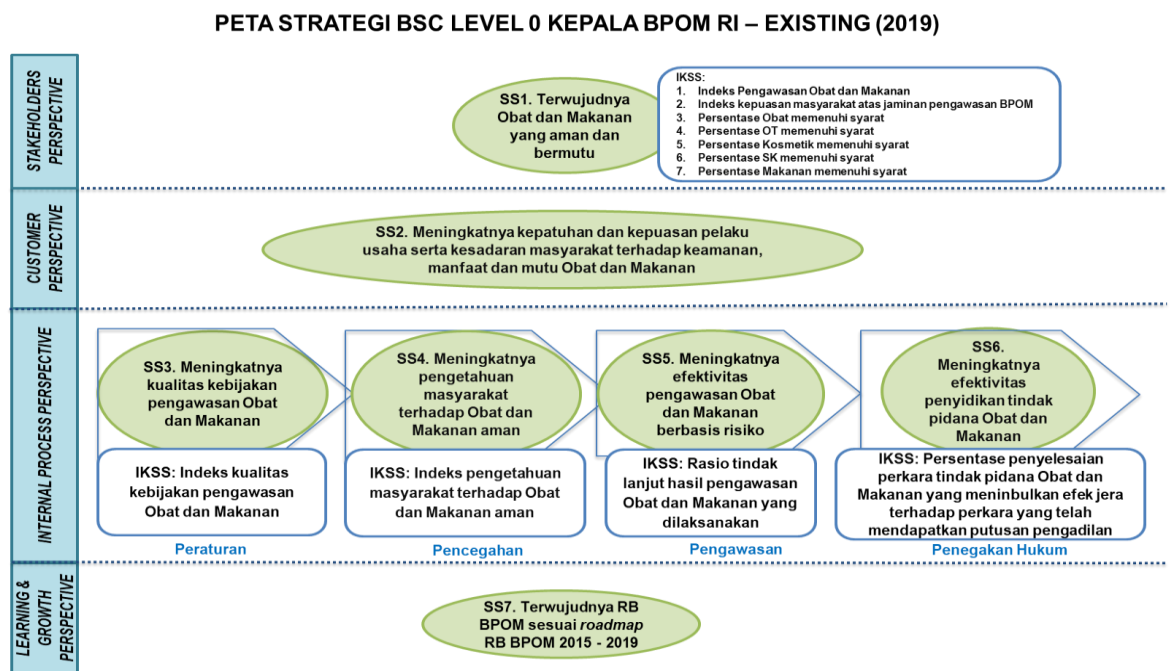 PETA STRATEGI BSC LEVEL 0 KEPALA BPOM RI – EXISTING (2019)
STAKEHOLDERS
PERSPECTIVE
SS1. Terwujudnya
Obat dan Makanan
yang aman dan
bermutu
IKSS:
1. Indeks Pengawasan Obat dan Makanan
2. Indeks kepuasan masyarakat atas jaminan pengawasan BPOM
3. Persentase Obat memenuhi syarat
4. Persentase OT memenuhi syarat
5. Persentase Kosmetik memenuhi syarat
6. Persentase SK memenuhi syarat
7. Persentase Makanan memenuhi syarat
CUSTOMER
PERSPECTIVE
SS2. Meningkatnya kepatuhan dan kepuasan pelaku
usaha serta kesadaran masyarakat terhadap keamanan,
manfaat dan mutu Obat dan Makanan
INTERNAL PROCESS PERSPECTIVE
SS3. Meningkatnya
kualitas kebijakan
pengawasan Obat
dan Makanan
IKSS: Indeks kualitas
kebijakan pengawasan
Obat dan Makanan
Peraturan
SS4. Meningkatnya
pengetahuan
masyarakat
terhadap Obat dan
Makanan aman
IKSS: Indeks pengetahuan
masyarakat terhadap Obat
dan Makanan aman
Pencegahan
SS5. Meningkatnya
efektivitas
pengawasan Obat
dan Makanan
berbasis risiko
IKSS: Rasio tindak
lanjut hasil pengawasan
Obat dan Makanan yang
dilaksanakan
Pengawasan
SS6.
Meningkatnya
efektivitas
penyidikan tindak
pidana Obat dan
Makanan
IKSS: Persentase penyelesaian
perkara tindak pidana Obat dan
Makanan yang meninbulkan efek jera
terhadap perkara yang telah
mendapatkan putusan pengadilan
Penegakan Hukum
LEARNING &
GROWTH
PERSPECTIVE
SS7. Terwujudnya RB
BPOM sesuai roadmap
RB BPOM 2015 - 2019